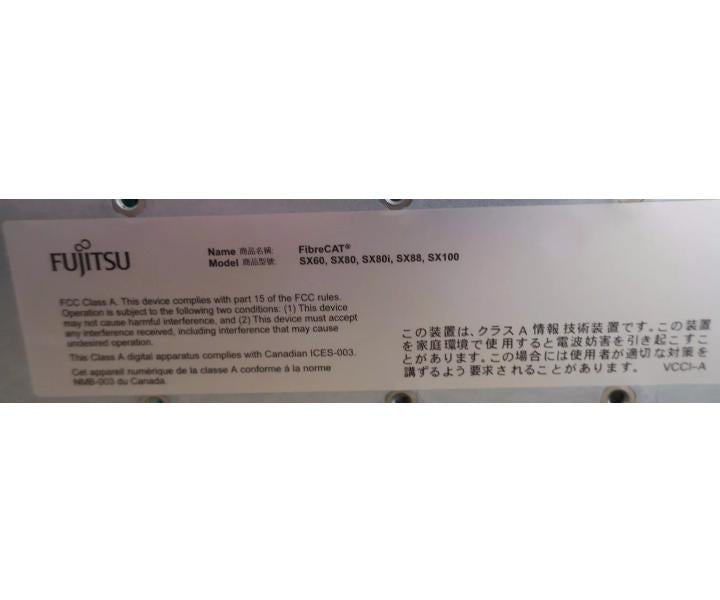 FUJITSU
Name 商品名稱: FibreCAT®
Model 商品型號: SX60, SX80, SX80i, SX88, SX100
FCC Class A. This device complies with part 15 of the FCC rules.
Operation is subject to the following two conditions: (1) This device
may not cause harmful interference, and (2) This device must accept
any interference received, including interference that may cause
undesired operation.
This Class A digital apparatus complies with Canadian ICES-003.
Cet appareil numérique de la classe A conforme á la norme
NMB-003 du Canada.
この装置は、クラスA情報技術装置です。この装置
を家庭環境で使用すると電波妨害を引き起こすこ
とがあります。この場合には使用者が適切な対策を
講ずるよう要求されることがあります。 VCCI-A